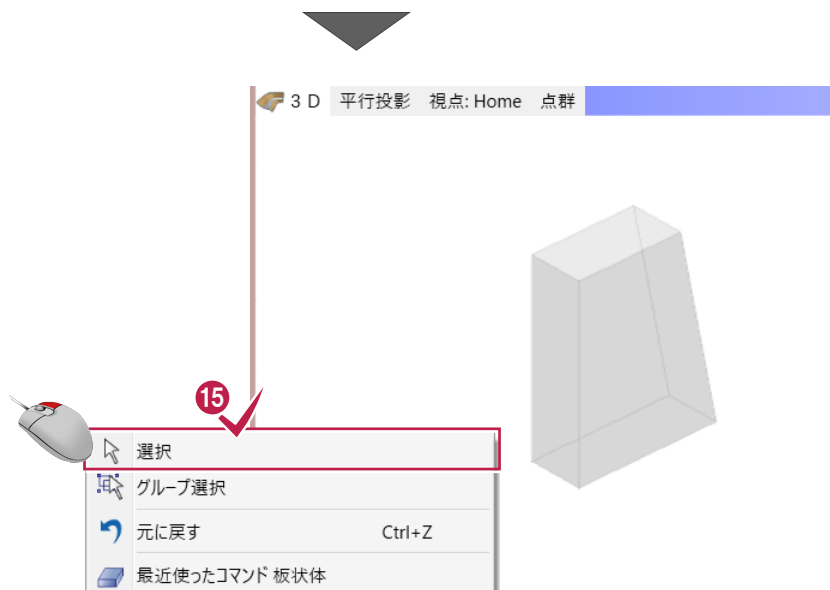 3 D 平行投影 視点: Home 点群
15
選択
グループ選択
元に戻す Ctrl+Z
最近使ったコマンド 板状体